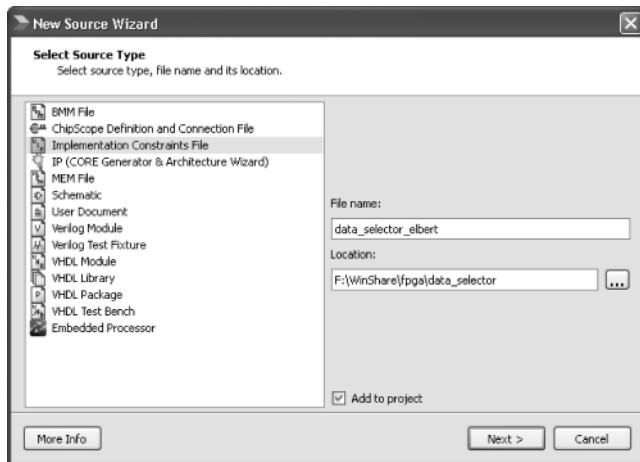 New Source Wizard
Select Source Type
Select source type, file name and its location.
BMM File
ChipScope Definition and Connection File
Implementation Constraints File
IP (CORE Generator & Architecture Wizard)
MEM File
Schematic
User Document
Verilog Module
Verilog Test Fixture
VHDL Module
VHDL Library
VHDL Package
VHDL Test Bench
Embedded Processor
File name:
data_selector_elbert
Location:
F:\WinShare\fpga\data_selector
...
Add to project
More Info
Next >
Cancel